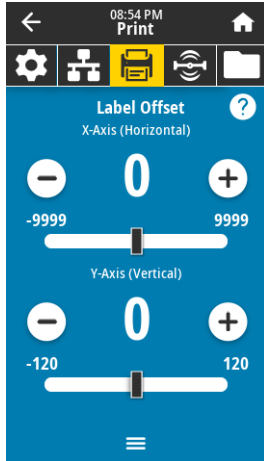 08:54 PM
Print
Label Offset
?
X-Axis (Horizontal)
0
-9999 9999
Y-Axis (Vertical)
0
-120 120